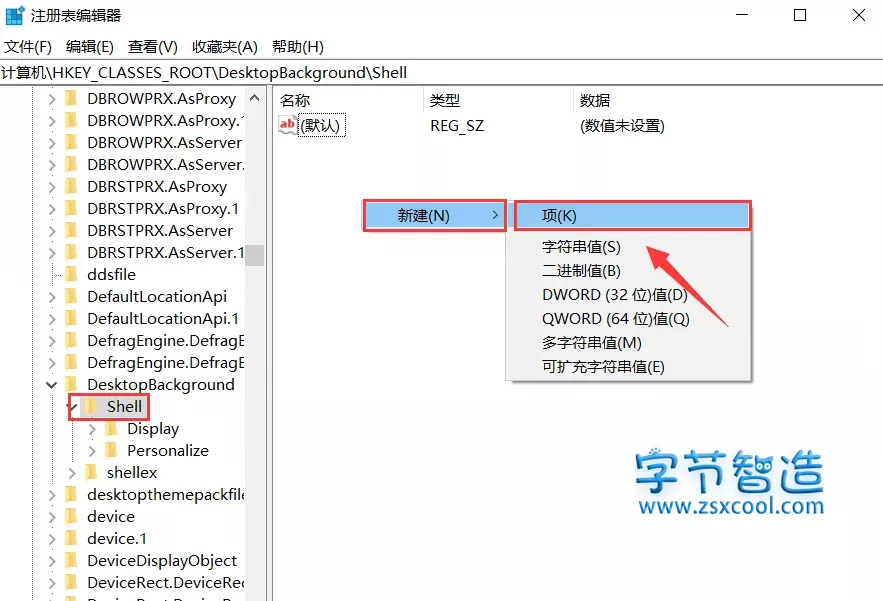 注册表编辑器
文件(F) 编辑(E) 查看(V) 收藏夹(A) 帮助(H)
计算机\HKEY_CLASSES_ROOT\DesktopBackground\Shell
DBROWPRX.AsProxy
DBROWPRX.AsProxy.1
DBROWPRX.AsServer
DBROWPRX.AsServer.
DBRSTPRX.AsProxy
DBRSTPRX.AsProxy.1
DBRSTPRX.AsServer
DBRSTPRX.AsServer.1
ddsfile
DefaultLocationApi
DefaultLocationApi.1
DefragEngine.DefragE
DefragEngine.DefragE
DesktopBackground
Shell
Display
Personalize
shellex
desktopthemepackfile
device
device.1
DeviceDisplayObject
DeviceRect.DeviceRec
名称 类型 数据
ab (默认) REG_SZ (数值未设置)
新建(N)
项(K)
字符串值(S)
二进制值(B)
DWORD (32 位)值(D)
QWORD (64 位)值(Q)
多字符串值(M)
可扩充字符串值(E)
字节智造
www.zsxcool.com